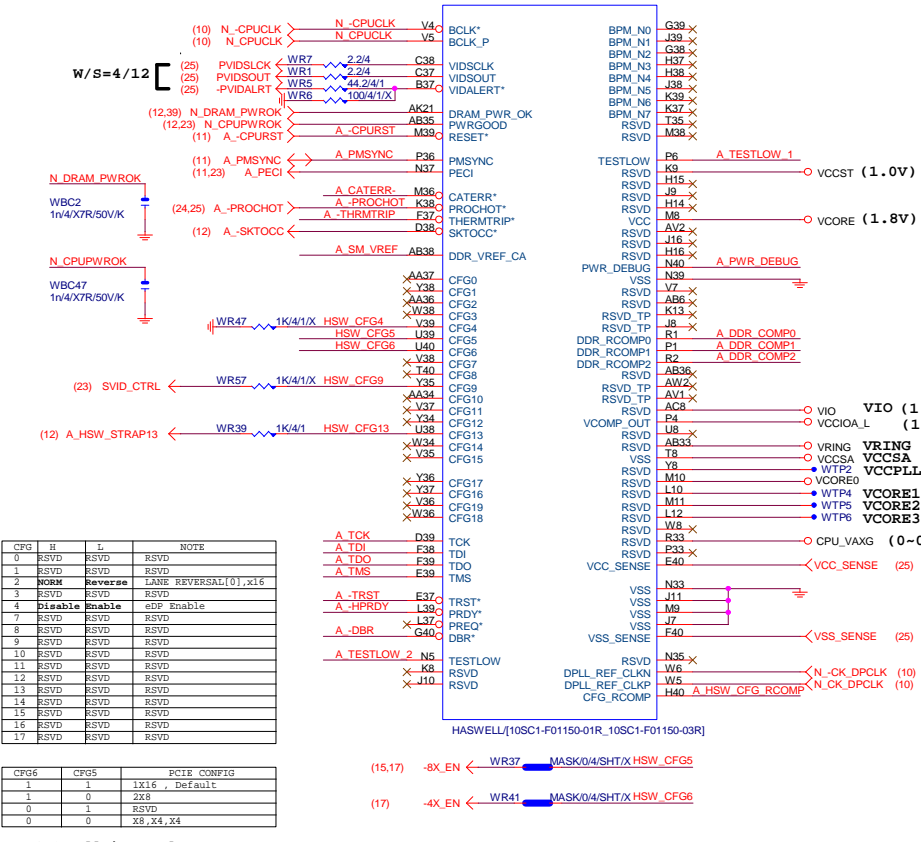 (10) N_-CPUCLK N_-CPUCLK V4 BCLK* BPM_N0 G39
(10) N_CPUCLK N_CPUCLK V5 BCLK_P BPM_N1 J39
BPM_N2 G38
W/S=4/12 (25) PVIDSLCK WR7 2.2/4 C38 VIDSCLK BPM_N3 H37
(25) PVIDSOUT WR1 2.2/4 C37 VIDSOUT BPM_N4 H38
(25) -PVIDALRT WR5 44.2/4/1 B37 VIDALERT* BPM_N5 J38
WR6 100/4/1/X BPM_N6 K39
(12,39) N_DRAM_PWROK AK21 DRAM_PWR_OK BPM_N7 K37
(12,23) N_CPUPWROK AB35 PWRGOOD RSVD T35
(11) A_-CPURST A_-CPURST M39 RESET* RSVD M38
(11) A_PMSYNC A_PMSYNC P36 PMSYNC TESTLOW P6 A_TESTLOW_1
(11,23) A_PECI N37 PECI RSVD K9 VCCST (1.0V)
RSVD H15
A_CATERR- M36 CATERR* RSVD J9
(24,25) A_-PROCHOT A_-PROCHOT K38 PROCHOT* RSVD H14
A_-THRMTRIP F37 THERMTRIP* VCC M8 VCORE (1.8V)
(12) A_-SKTOCC D38 SKTOCC* RSVD AV2
RSVD J16
A_SM_VREF AB38 DDR_VREF_CA RSVD H16
PWR_DEBUG N40 A_PWR_DEBUG
N_DRAM_PWROK
WBC2
1n/4/X7R/50V/K
N_CPUPWROK
WBC47
1n/4/X7R/50V/K
AA37 CFG0 VSS N39
Y38 CFG1 RSVD V7
AA36 CFG2 RSVD AB6
W38 CFG3 RSVD_TP K13
WR47 1K/4/1/X HSW_CFG4 V39 CFG4 RSVD_TP J8
HSW_CFG5 U39 CFG5 DDR_RCOMP0 R1 A_DDR_COMP0
HSW_CFG6 U40 CFG6 DDR_RCOMP1 P1 A_DDR_COMP1
V38 CFG7 DDR_RCOMP2 R2 A_DDR_COMP2
T40 CFG8 RSVD AB36
(23) SVID_CTRL WR57 1K/4/1/X HSW_CFG9 Y35 CFG9 RSVD_TP AW2
AA34 CFG10 RSVD_TP AV1
V37 CFG11 RSVD AC8 VIO VIO (1
Y34 CFG12 VCOMP_OUT P4 VCCIOA_L (1
(12) A_HSW_STRAP13 WR39 1K/4/1 HSW_CFG13 U38 CFG13 RSVD U8
W34 CFG14 RSVD AB33 VRING VRING
V35 CFG15 VSS T8 VCCSA VCCSA
RSVD Y8 WTP2 VCCPLL
Y36 CFG17 RSVD M10 VCORE0
Y37 CFG16 RSVD L10 WTP4 VCORE1
V36 CFG19 RSVD M11 WTP5 VCORE2
W36 CFG18 RSVD L12 WTP6 VCORE3
RSVD W8
A_TCK D39 TCK RSVD R33 CPU_VAXG (0~
A_TDI F38 TDI RSVD P33
A_TDO F39 TDO VCC_SENSE E40 VCC_SENSE (25)
A_TMS E39 TMS
A_-TRST E37 TRST* VSS N33
A_-HPRDY L39 PRDY* VSS J11
L37 PREQ* VSS M9
A_-DBR G40 DBR* VSS J7
VSS_SENSE F40 VSS_SENSE (25)
A_TESTLOW_2 N5 TESTLOW RSVD N35
K8 RSVD DPLL_REF_CLKN W6 N_-CK_DPCLK (10)
J10 RSVD DPLL_REF_CLKP W5 N_CK_DPCLK (10)
CFG_RCOMP H40 A_HSW_CFG_RCOMP
HASWELL/[10SC1-F01150-01R_10SC1-F01150-03R]
(15,17) -8X_EN WR37 MASK/0/4/SHT/X HSW_CFG5
(17) -4X_EN WR41 MASK/0/4/SHT/X HSW_CFG6
CFG H L NOTE
0 RSVD RSVD RSVD
1 RSVD RSVD RSVD
2 NORM Reverse LANE REVERSAL[0],x16
3 RSVD RSVD RSVD
4 Disable Enable eDP Enable
7 RSVD RSVD RSVD
8 RSVD RSVD RSVD
9 RSVD RSVD RSVD
10 RSVD RSVD RSVD
11 RSVD RSVD RSVD
12 RSVD RSVD RSVD
13 RSVD RSVD RSVD
14 RSVD RSVD RSVD
15 RSVD RSVD RSVD
16 RSVD RSVD RSVD
17 RSVD RSVD RSVD
CFG6 CFG5 PCIE CONFIG
1 1 1X16 , Default
1 0 2X8
0 1 RSVD
0 0 X8,X4,X4